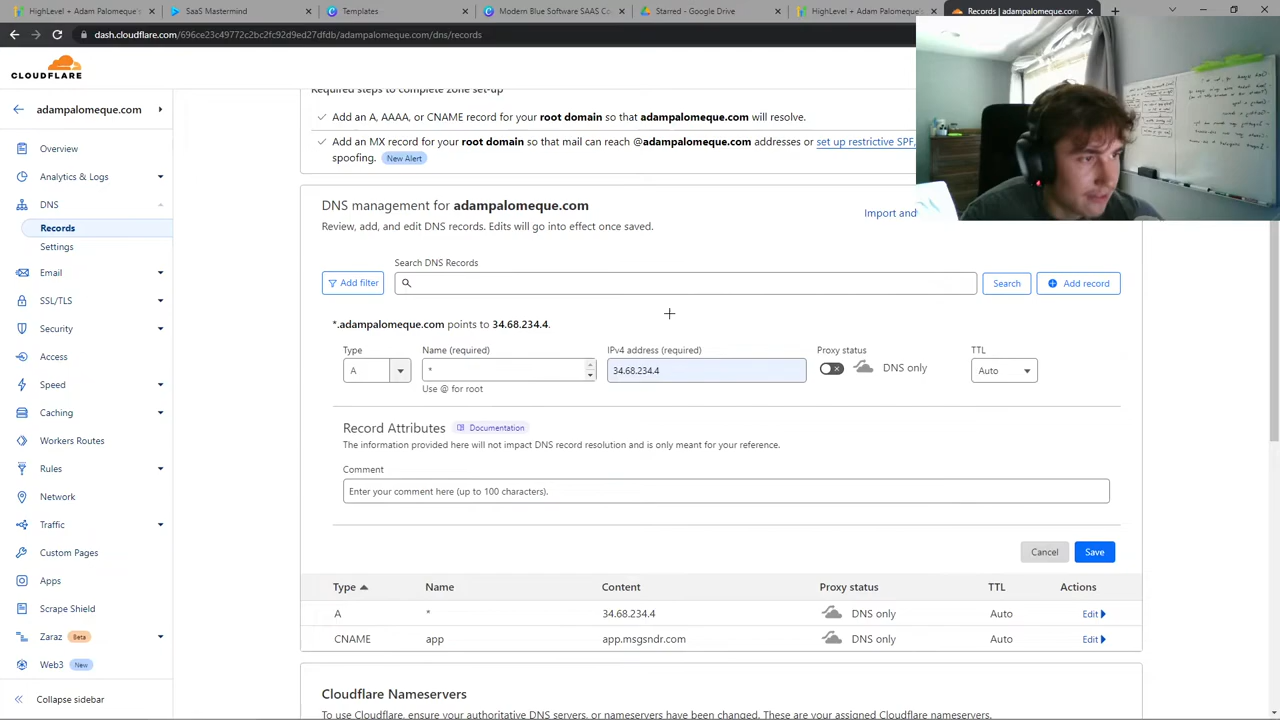 HighLevel + Adam Palomeque
SaaS Mastermind
Templates
Modern Blue Software SAAS Co
Starred - Google Drive
HighLevel + Adam Palomeque
Records | adampalomeque.com
dash.cloudflare.com/696ce23c49772c2bc2fc92d9ed27dfdb/adampalomeque.com/dns/records
CLOUDFLARE
adampalomeque.com
Overview
Analytics & Logs
DNS
Records
Settings
Email
SSL/TLS
Security
Access
Speed
Caching
Workers Routes
Rules
Network
Traffic
Custom Pages
Apps
Scrape Shield
Zaraz Beta
Web3 New
Collapse sidebar
Required steps to complete zone set-up
Add an A, AAAA, or CNAME record for your root domain so that adampalomeque.com will resolve.
Add an MX record for your root domain so that mail can reach @adampalomeque.com addresses or set up restrictive SPF,
spoofing. New Alert
DNS management for adampalomeque.com
Import and
Review, add, and edit DNS records. Edits will go into effect once saved.
Search DNS Records
Add filter
Search
Add record
*.adampalomeque.com points to 34.68.234.4.
Type Name (required) IPv4 address (required) Proxy status TTL
A * 34.68.234.4 DNS only Auto
Use @ for root
Record Attributes Documentation
The information provided here will not impact DNS record resolution and is only meant for your reference.
Comment
Enter your comment here (up to 100 characters).
Cancel Save
Type Name Content Proxy status TTL Actions
A * 34.68.234.4 DNS only Auto Edit
CNAME app app.msgsndr.com DNS only Auto Edit
Cloudflare Nameservers
To use Cloudflare, ensure your authoritative DNS servers, or nameservers have been changed. These are your assigned Cloudflare nameservers.